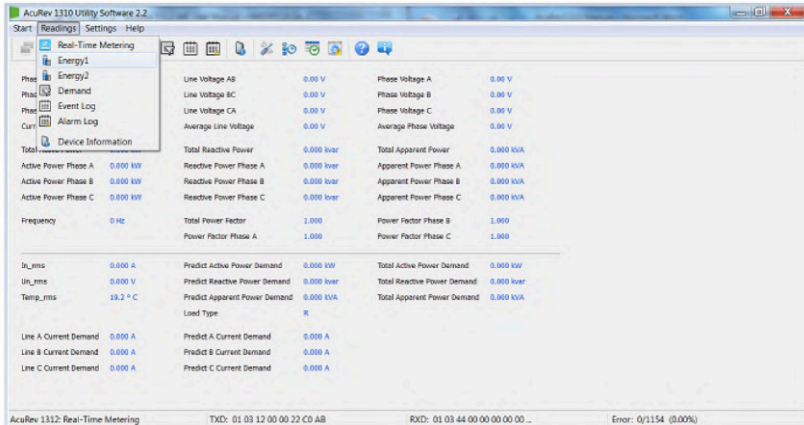 AcuRev 1310 Utility Software 2.2
Start Readings Settings Help
Real-Time Metering
Energy1
Energy2
Demand
Event Log
Alarm Log
Device Information
Line Voltage AB 0.00 V Phase Voltage A 0.00 V
Line Voltage BC 0.00 V Phase Voltage B 0.00 V
Line Voltage CA 0.00 V Phase Voltage C 0.00 V
Average Line Voltage 0.00 V Average Phase Voltage 0.00 V
Total Reactive Power 0.000 kvar Total Apparent Power 0.000 kVA
Active Power Phase A 0.000 kW Reactive Power Phase A 0.000 kvar Apparent Power Phase A 0.000 kVA
Active Power Phase B 0.000 kW Reactive Power Phase B 0.000 kvar Apparent Power Phase B 0.000 kVA
Active Power Phase C 0.000 kW Reactive Power Phase C 0.000 kvar Apparent Power Phase C 0.000 kVA
Frequency 0 Hz Total Power Factor 1.000 Power Factor Phase B 1.000
Power Factor Phase A 1.000 Power Factor Phase C 1.000
In_rms 0.000 A Predict Active Power Demand 0.000 kW Total Active Power Demand 0.000 kW
Un_rms 0.000 V Predict Reactive Power Demand 0.000 kvar Total Reactive Power Demand 0.000 kvar
Temp_rms 19.2 ° C Predict Apparent Power Demand 0.000 kVA Total Apparent Power Demand 0.000 kVA
Load Type R
Line A Current Demand 0.000 A Predict A Current Demand 0.000 A
Line B Current Demand 0.000 A Predict B Current Demand 0.000 A
Line C Current Demand 0.000 A Predict C Current Demand 0.000 A
AcuRev 1312: Real-Time Metering TXD: 01 03 12 00 00 22 C0 AB RXD: 01 03 44 00 00 00 00 00 ... Error: 0/1154 (0.00%)